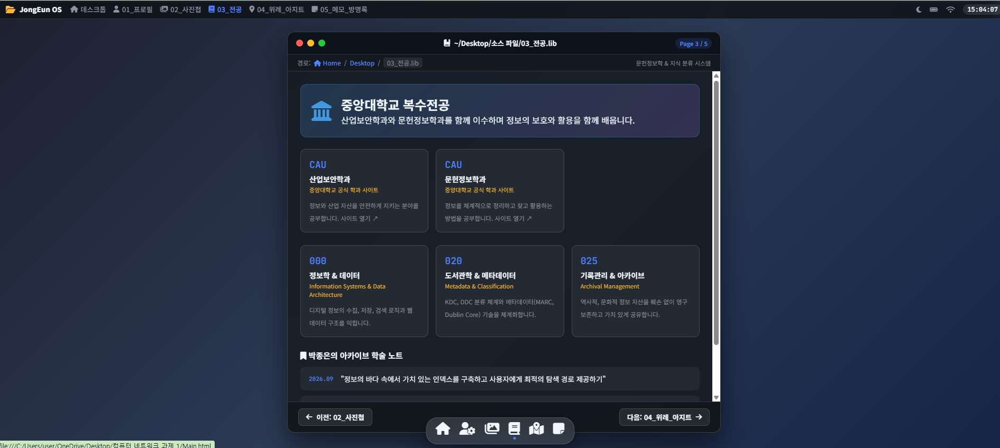 JongEun OS 데스크톱 01_프로필 02_사진첩 03_전공 04_위례_아지트 05_메모_방명록 15:04:07
~/Desktop/소스 파일/03_전공.lib Page 3 / 5
경로: Home / Desktop / 03_전공.lib 문헌정보학 & 지식 분류 시스템
중앙대학교 복수전공
산업보안학과와 문헌정보학과를 함께 이수하며 정보의 보호와 활용을 함께 배웁니다.
CAU
산업보안학과
중앙대학교 공식 학과 사이트
정보와 산업 자산을 안전하게 지키는 분야를
공부합니다. 사이트 열기 ↗
CAU
문헌정보학과
중앙대학교 공식 학과 사이트
정보를 체계적으로 정리하고 찾고 활용하는
방법을 공부합니다. 사이트 열기 ↗
000
정보학 & 데이터
Information Systems & Data
Architecture
디지털 정보의 수집, 저장, 검색 로직과 웹
데이터 구조를 익힙니다.
020
도서관학 & 메타데이터
Metadata & Classification
KDC, DDC 분류 체계와 메타데이터(MARC,
Dublin Core) 기술을 체계화합니다.
025
기록관리 & 아카이브
Archival Management
역사적, 문화적 정보 자산을 훼손 없이 영구
보존하고 가치 있게 공유합니다.
박종은의 아카이브 학술 노트
2026.09 "정보의 바다 속에서 가치 있는 인덱스를 구축하고 사용자에게 최적의 탐색 경로 제공하기"
← 이전: 02_사진첩
다음: 04_위례_아지트 →
file:///C:/Users/user/OneDrive/Desktop/컴퓨터 네트워크 과제 1/Main.html